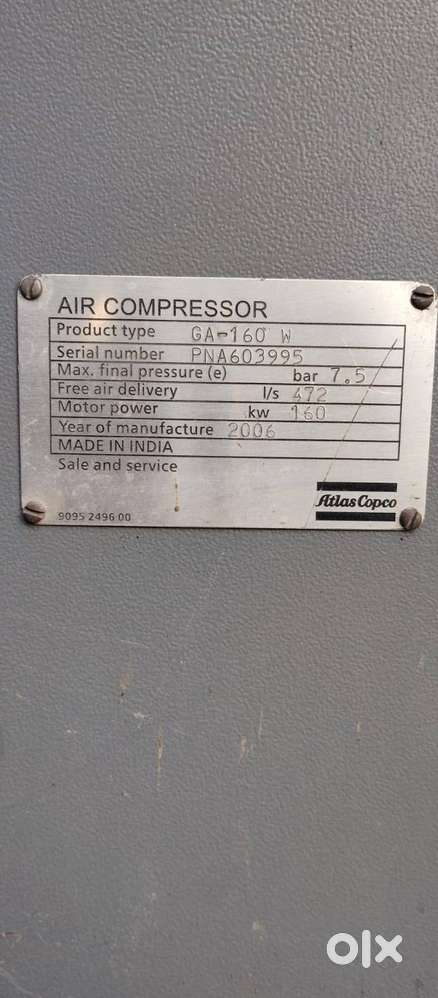 AIR COMPRESSOR
Product type GA-160 W
Serial number PNA603995
Max. final pressure (e) bar 7.5
Free air delivery l/s 472
Motor power kw 160
Year of manufacture 2006
MADE IN INDIA
Sale and service
Atlas Copco
9095 2496 00
olx